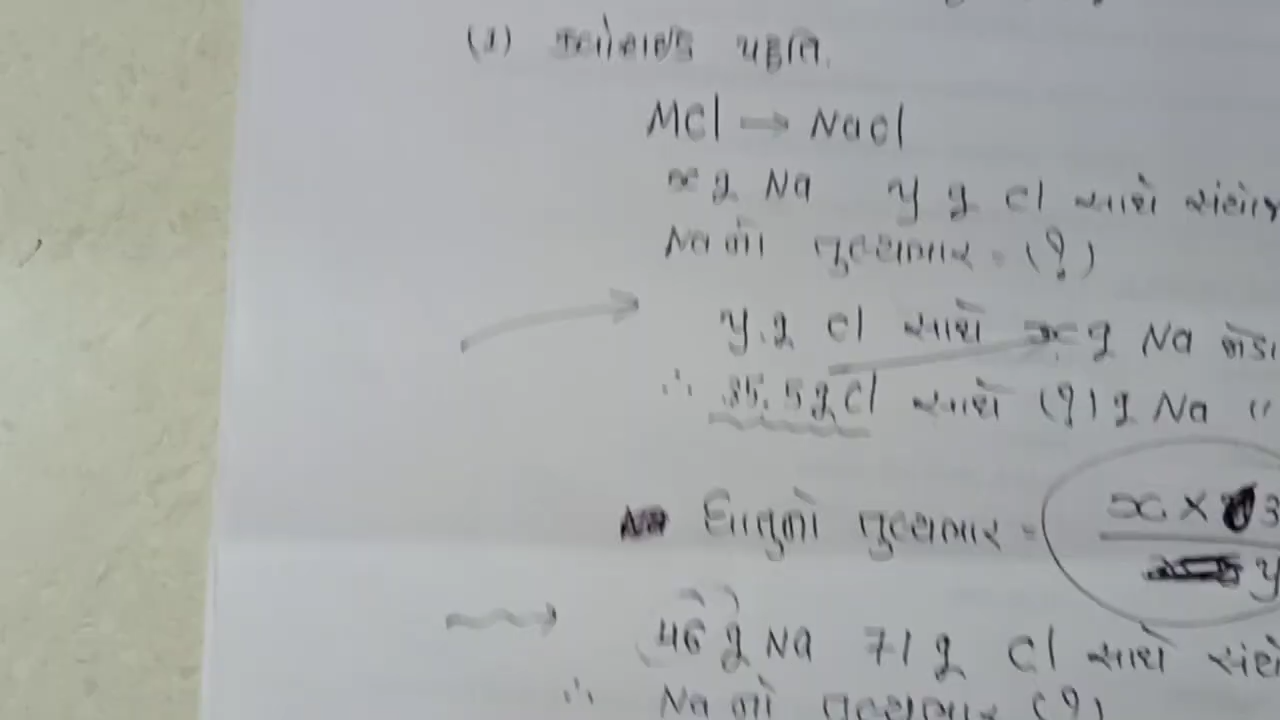 (1) ક્લોરાઇડ પદ્ધતિ.
MCl → NaCl
x g Na y g Cl સાથે
Na નો તુલ્યભાર = (?)
y.g Cl સાથે x g Na
∴ 35.5 g Cl સાથે (?) g Na "
ધાતુનો તુલ્યભાર =
x ×
y
46 g Na 71 g Cl સાથે
∴ Na નો તુલ્યભાર (?)